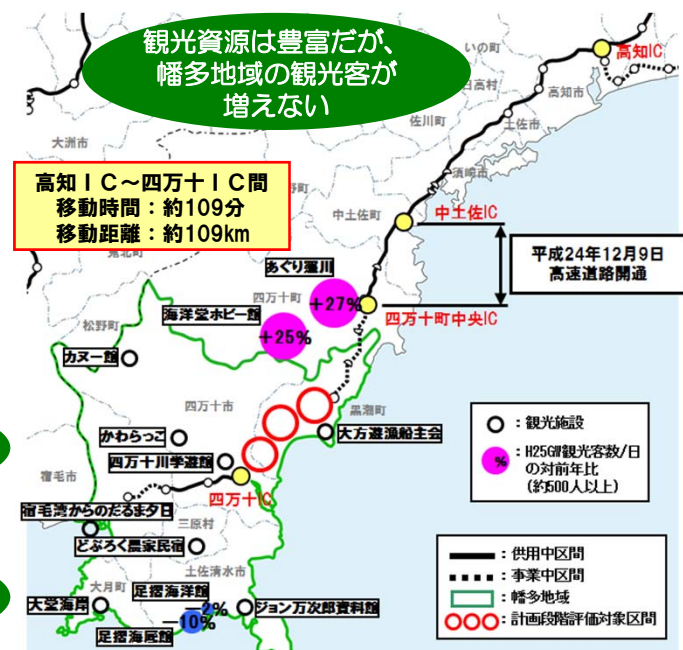 観光資源は豊富だが、
幡多地域の観光客が
増えない
いの町
高知IC
日高村
高知市
佐川町
土佐市
大洲市
須崎市
高知IC～四万十IC間
移動時間：約109分
移動距離：約109km
野町
中土佐町
中土佐IC
鬼北町
あぐり窪川
平成24年12月9日
高速道路開通
四万十町
海洋堂ホビー館
+27%
四万十町中央IC
松野町
+25%
カヌー館
四万十市
黒潮町
かわらっこ
大方遊漁船主会
四万十川学遊館
宿毛市
四万十IC
宿毛湾からのだるま夕日
三原村
どぶろく農家民宿
土佐清水市
大月町
足摺海洋館
大堂海岸
－2%
ジョン万次郎資料館
－10%
足摺海底館
：観光施設
%
：H25GW観光客数/日
の対前年比
（約500人以上）
：供用中区間
：事業中区間
：幡多地域
：計画段階評価対象区間